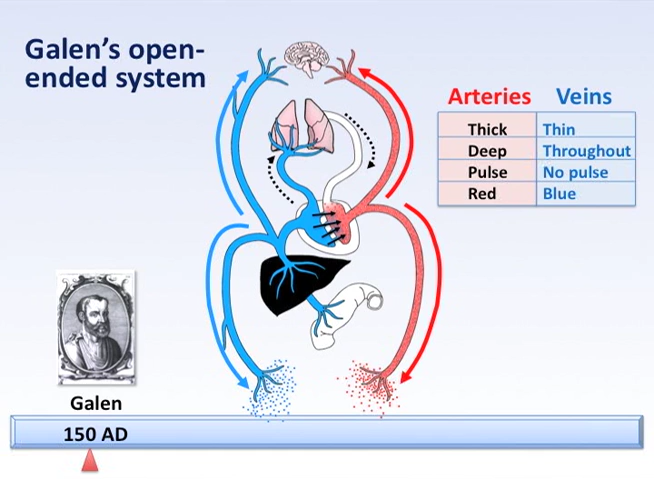 Galen's open-
ended system
Arteries Veins
Thick Thin
Deep Throughout
Pulse No pulse
Red Blue
Galen
150 AD